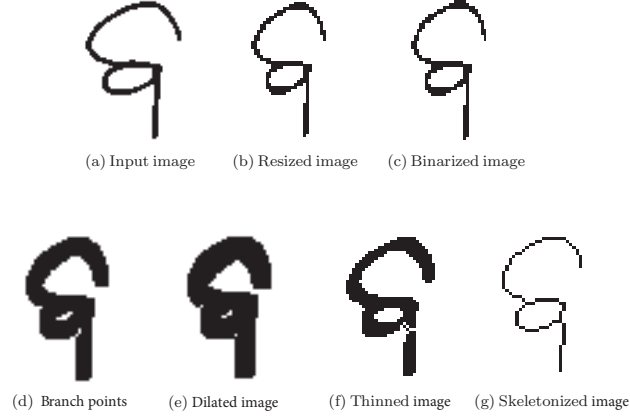 (a) Input image (b) Resized image (c) Binarized image
(d) Branch points (e) Dilated image (f) Thinned image (g) Skeletonized image